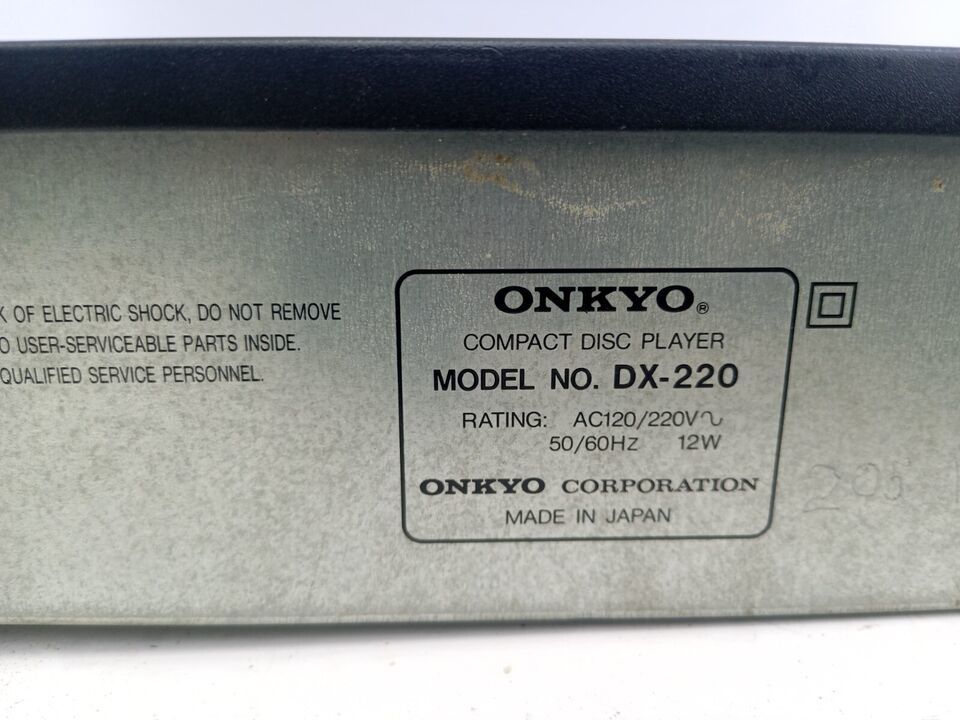 K OF ELECTRIC SHOCK, DO NOT REMOVE
O USER-SERVICEABLE PARTS INSIDE.
QUALIFIED SERVICE PERSONNEL.
ONKYO®
COMPACT DISC PLAYER
MODEL NO. DX-220
RATING: AC120/220V∿
50/60Hz 12W
ONKYO CORPORATION
MADE IN JAPAN